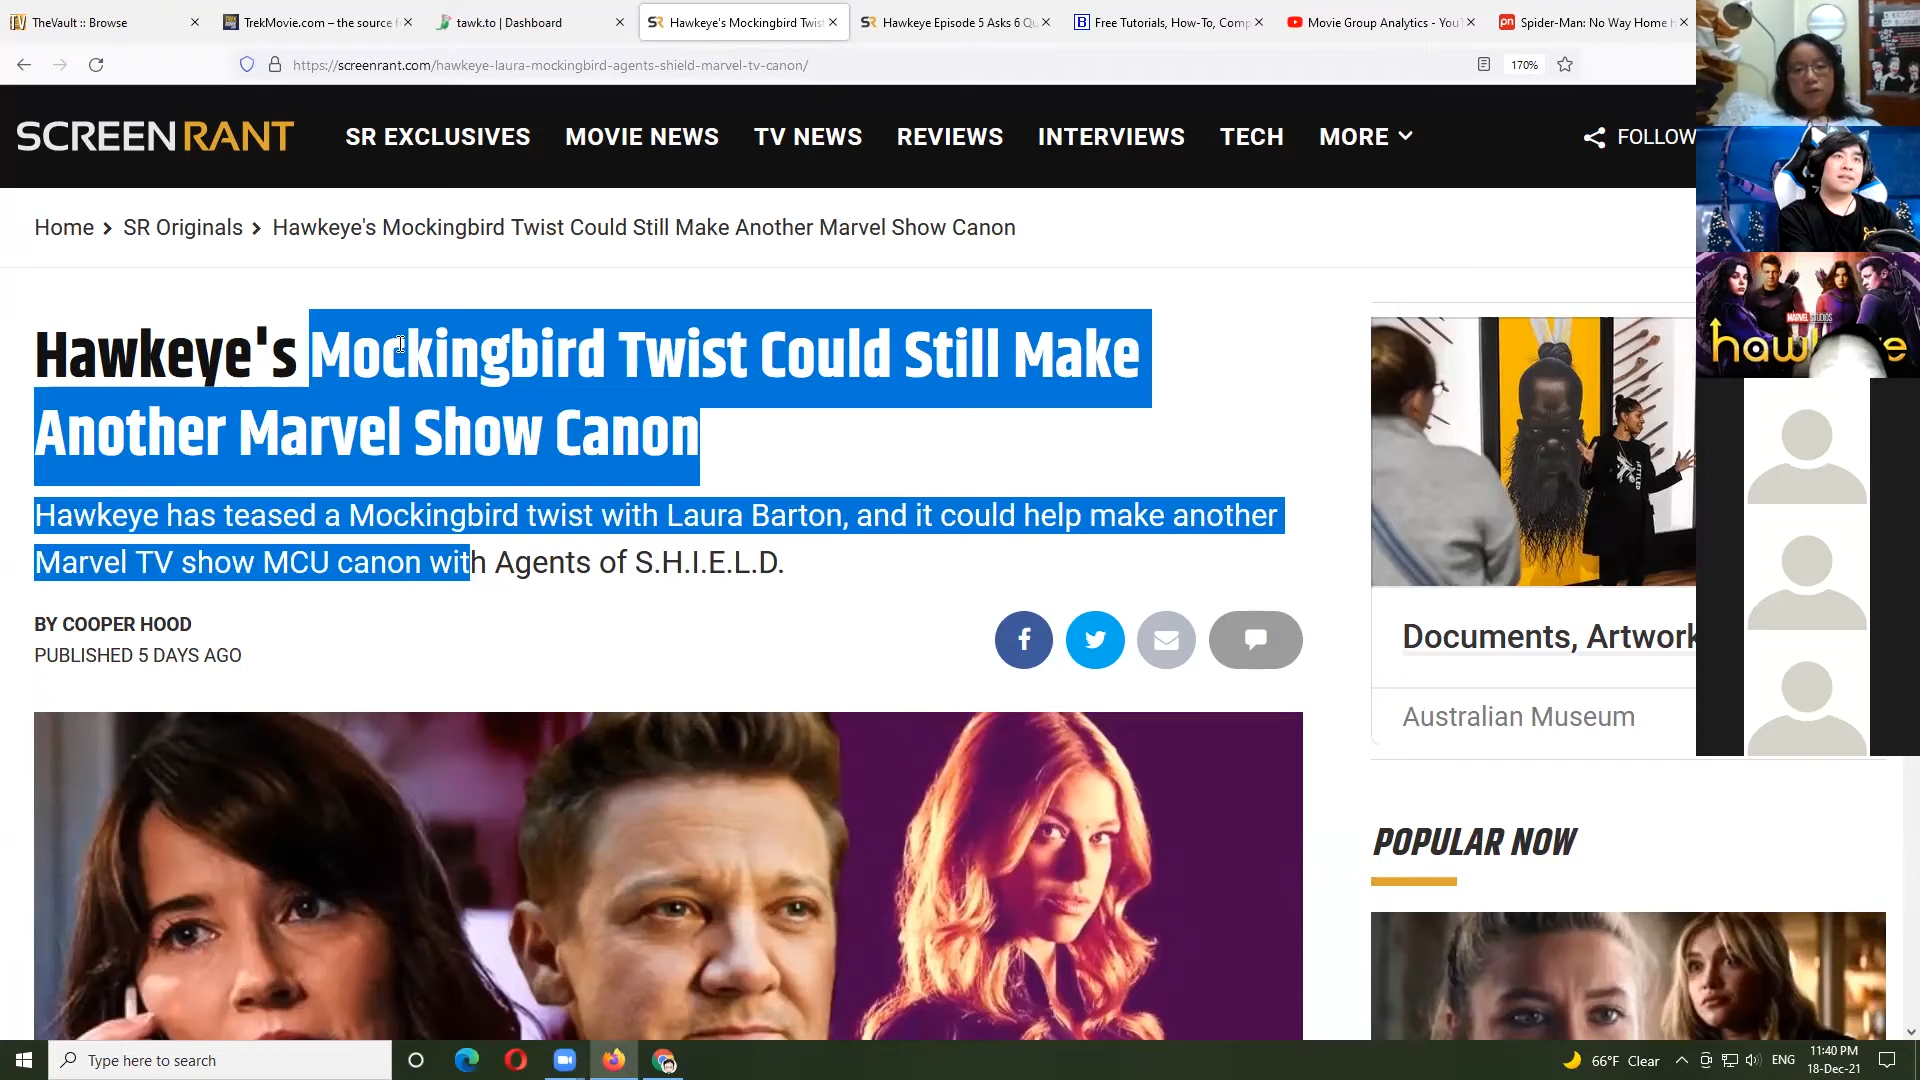 TheVault :: Browse
TrekMovie.com – the source f
tawk.to | Dashboard
Hawkeye's Mockingbird Twis
Hawkeye Episode 5 Asks 6 Qu
Free Tutorials, How-To, Comp
Movie Group Analytics - YouT
Spider-Man: No Way Home H
https://screenrant.com/hawkeye-laura-mockingbird-agents-shield-marvel-tv-canon/
170%
SCREENRANT
SR EXCLUSIVES
MOVIE NEWS
TV NEWS
REVIEWS
INTERVIEWS
TECH
MORE
FOLLOW
Home > SR Originals > Hawkeye's Mockingbird Twist Could Still Make Another Marvel Show Canon
Hawkeye's Mockingbird Twist Could Still Make
Another Marvel Show Canon
Hawkeye has teased a Mockingbird twist with Laura Barton, and it could help make another
Marvel TV show MCU canon with Agents of S.H.I.E.L.D.
BY COOPER HOOD
PUBLISHED 5 DAYS AGO
MARVEL STUDIOS
Documents, Artwork
Australian Museum
POPULAR NOW
Type here to search
66°F Clear
ENG
11:40 PM
18-Dec-21